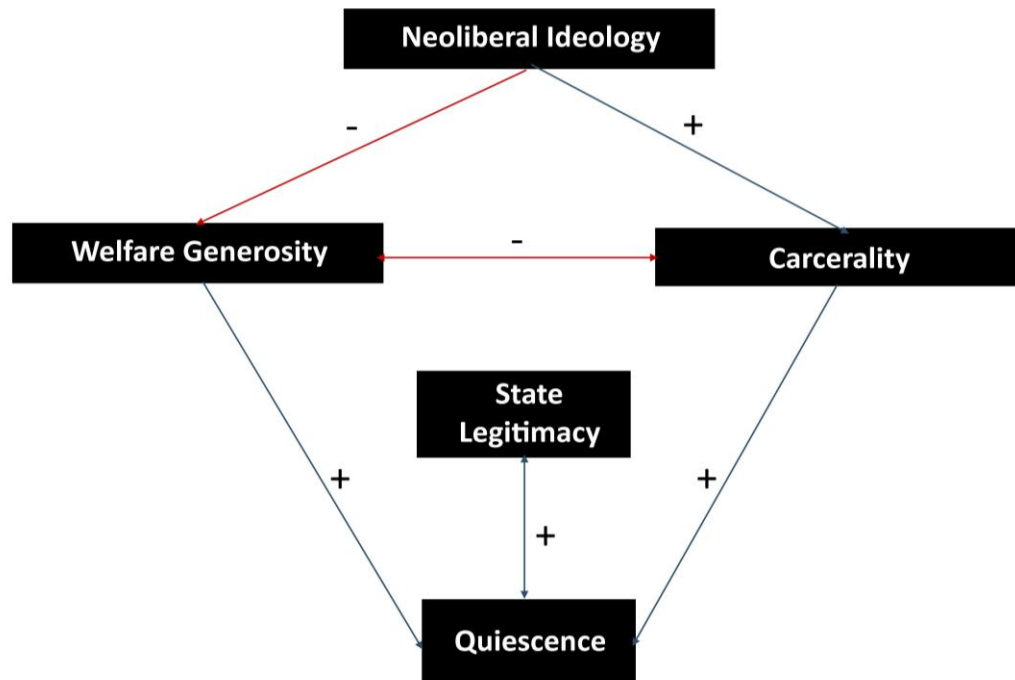 Neoliberal Ideology
-
+
Welfare Generosity
-
Carcerality
State
Legitimacy
+
+
+
Quiescence